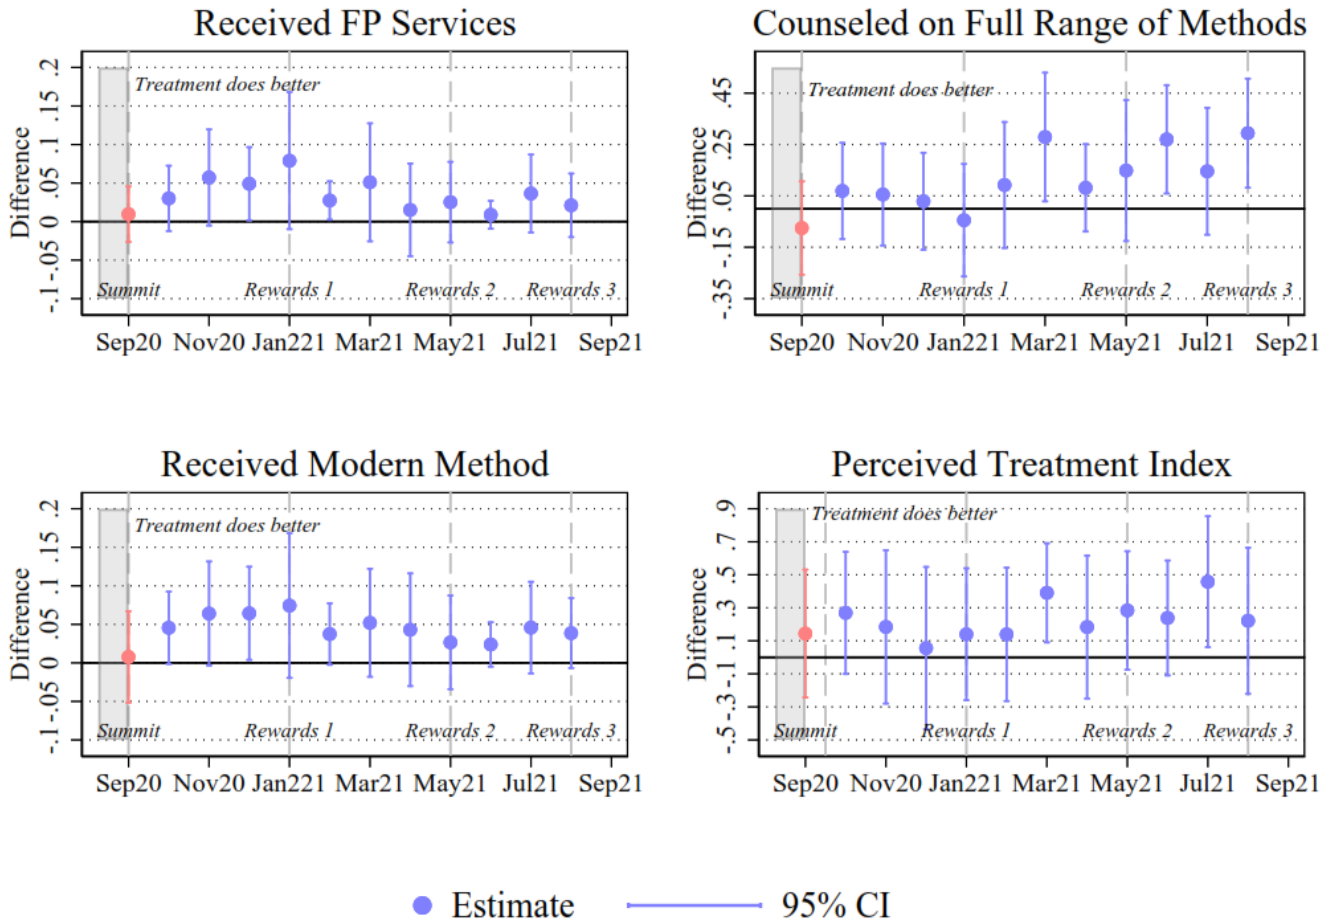 Received FP Services
Difference
.2
.15
.1
.05
0
-.05
-.1
Treatment does better
Summit
Rewards 1
Rewards 2
Rewards 3
Sep20 Nov20 Jan221 Mar21 May21 Jul21 Sep21
Counseled on Full Range of Methods
Difference
.45
.25
.05
-.15
-.35
Treatment does better
Summit
Rewards 1
Rewards 2
Rewards 3
Sep20 Nov20 Jan221 Mar21 May21 Jul21 Sep21
Received Modern Method
Difference
.2
.15
.1
.05
0
-.05
-.1
Treatment does better
Summit
Rewards 1
Rewards 2
Rewards 3
Sep20 Nov20 Jan221 Mar21 May21 Jul21 Sep21
Perceived Treatment Index
Difference
.9
.7
.5
.3
.1
-.1
-.3
-.5
Treatment does better
Summit
Rewards 1
Rewards 2
Rewards 3
Sep20 Nov20 Jan221 Mar21 May21 Jul21 Sep21
Estimate
95% CI